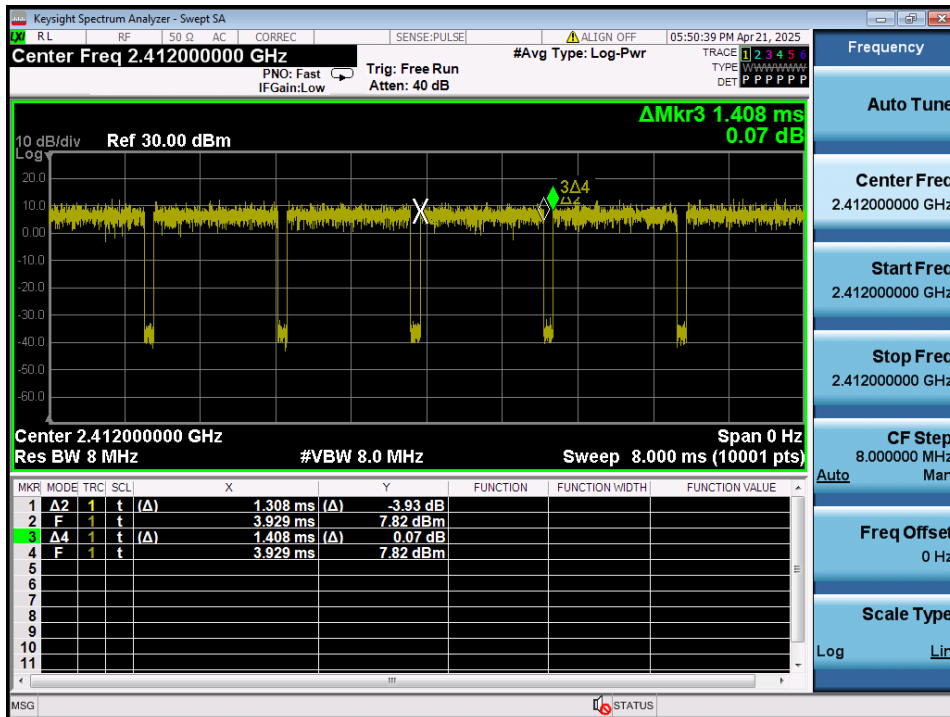 Keysight Spectrum Analyzer - Swept SA
LXI RL RF 50 Ω AC CORREC SENSE:PULSE ALIGN OFF 05:50:39 PM Apr 21, 2025
Center Freq 2.412000000 GHz
PNO: Fast
IFGain:Low
Trig: Free Run
Atten: 40 dB
#Avg Type: Log-Pwr
TRACE 1 2 3 4 5 6
TYPE WWWWWW
DET P P P P P P
ΔMkr3 1.408 ms
0.07 dB
10 dB/div Ref 30.00 dBm
Log
20.0
10.0
0.00
-10.0
-20.0
-30.0
-40.0
-50.0
-60.0
3Δ4
Center 2.412000000 GHz Span 0 Hz
Res BW 8 MHz #VBW 8.0 MHz Sweep 8.000 ms (10001 pts)
MKR MODE TRC SCL X Y FUNCTION FUNCTION WIDTH FUNCTION VALUE
1 Δ2 1 t (Δ) 1.308 ms (Δ) -3.93 dB
2 F 1 t 3.929 ms 7.82 dBm
3 Δ4 1 t (Δ) 1.408 ms (Δ) 0.07 dB
4 F 1 t 3.929 ms 7.82 dBm
5
6
7
8
9
10
11
MSG STATUS
Frequency
Auto Tune
Center Freq
2.412000000 GHz
Start Freq
2.412000000 GHz
Stop Freq
2.412000000 GHz
CF Step
8.000000 MHz
Auto Man
Freq Offset
0 Hz
Scale Type
Log Lin